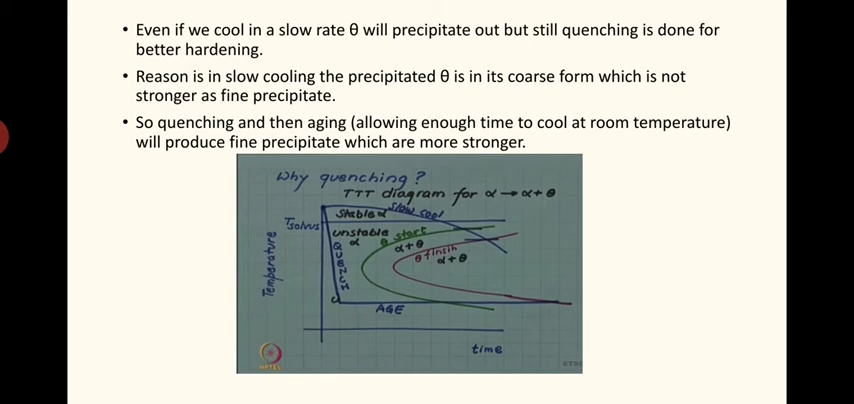 • Even if we cool in a slow rate θ will precipitate out but still quenching is done for
better hardening.
• Reason is in slow cooling the precipitated θ is in its coarse form which is not
stronger as fine precipitate.
• So quenching and then aging (allowing enough time to cool at room temperature)
will produce fine precipitate which are more stronger.
Why quenching?
TTT diagram for α → α + θ
Stable α
slow cool
Tsolvus
unstable
α
θ start
α+θ
θ finsih
α+θ
QUENCH
Temperature
AGE
time
NPTEL